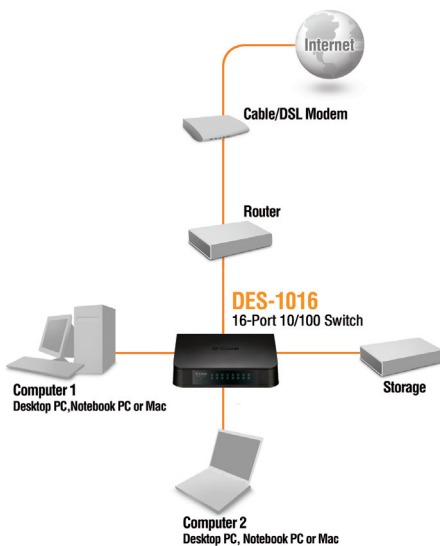 Internet
Cable/DSL Modem
Router
DES-1016
16-Port 10/100 Switch
Computer 1
Desktop PC,Notebook PC or Mac
Storage
Computer 2
Desktop PC, Notebook PC or Mac